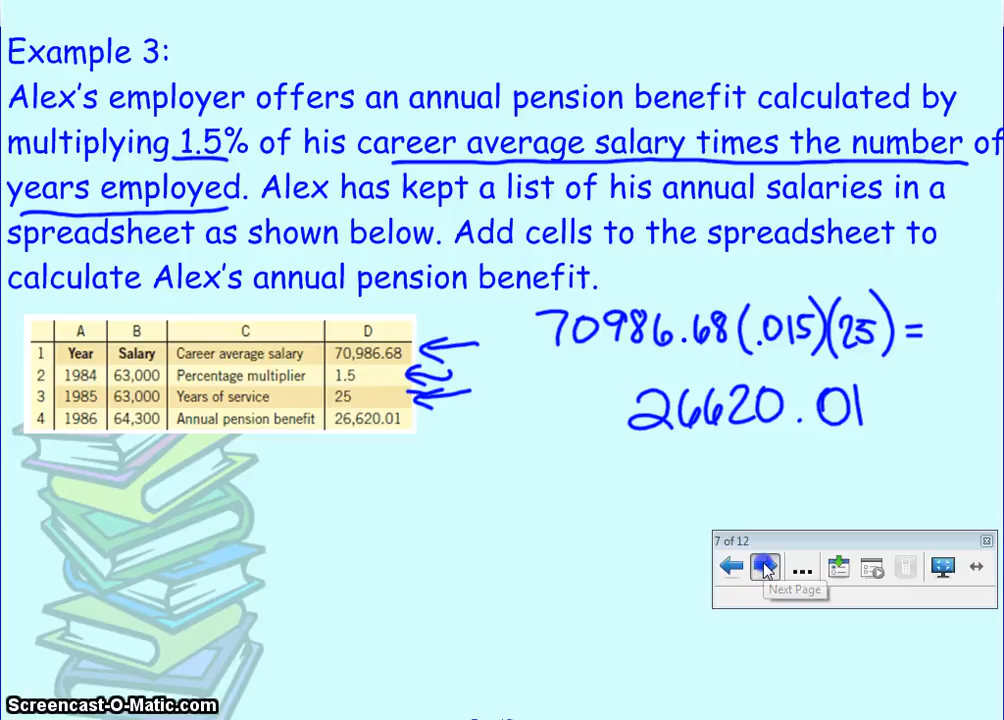 Example 3:
Alex's employer offers an annual pension benefit calculated by
multiplying 1.5% of his career average salary times the number of
years employed. Alex has kept a list of his annual salaries in a
spreadsheet as shown below. Add cells to the spreadsheet to
calculate Alex's annual pension benefit.
A B C D
1 Year Salary Career average salary 70,986.68
2 1984 63,000 Percentage multiplier 1.5
3 1985 63,000 Years of service 25
4 1986 64,300 Annual pension benefit 26,620.01
70986.68(.015)(25) =
26620.01
7 of 12
...
Next Page
Screencast-O-Matic.com